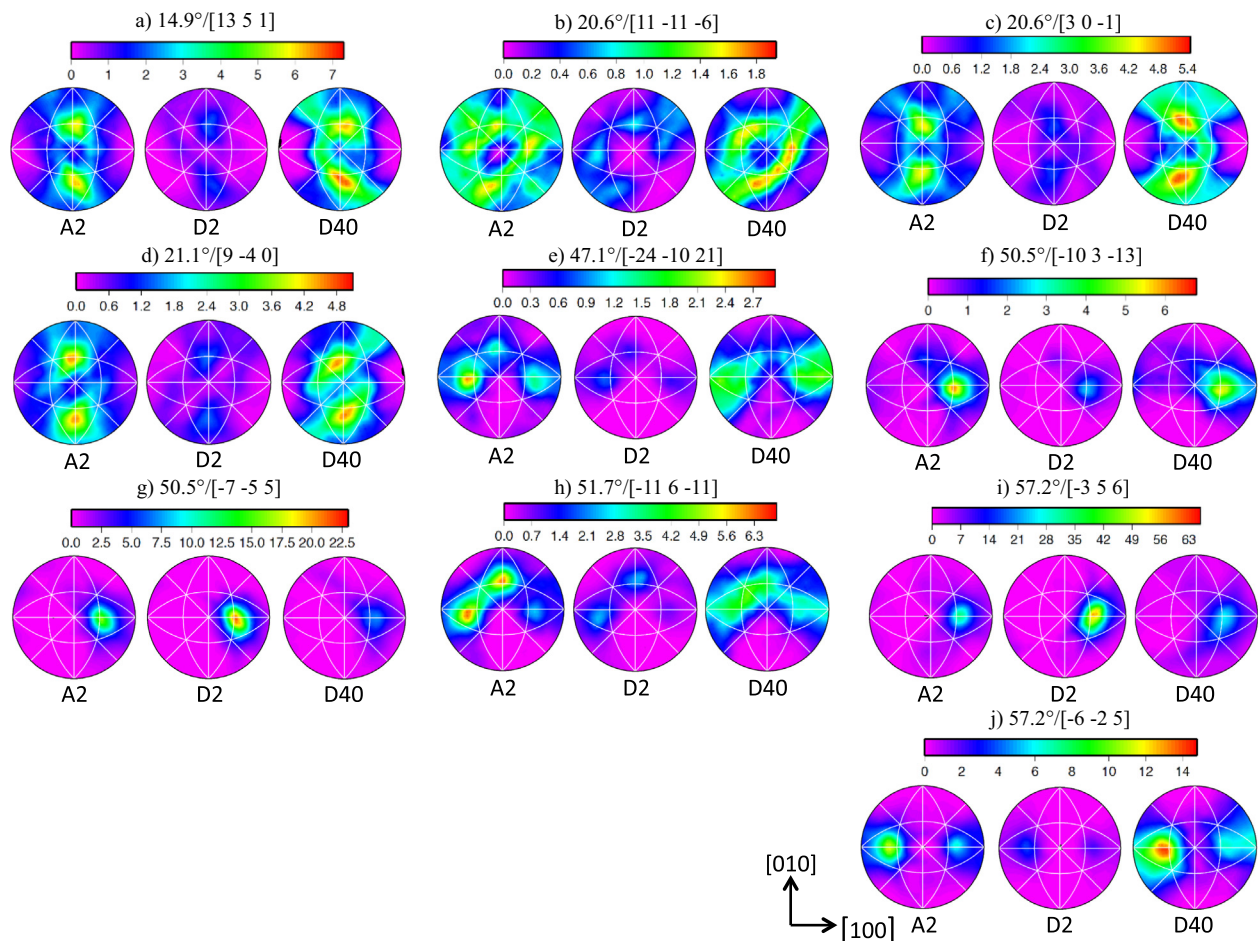 a) 14.9°/[13 5 1]
0 1 2 3 4 5 6 7
A2 D2 D40
b) 20.6°/[11 -11 -6]
0.0 0.2 0.4 0.6 0.8 1.0 1.2 1.4 1.6 1.8
A2 D2 D40
c) 20.6°/[3 0 -1]
0.0 0.6 1.2 1.8 2.4 3.0 3.6 4.2 4.8 5.4
A2 D2 D40
d) 21.1°/[9 -4 0]
0.0 0.6 1.2 1.8 2.4 3.0 3.6 4.2 4.8
A2 D2 D40
e) 47.1°/[-24 -10 21]
0.0 0.3 0.6 0.9 1.2 1.5 1.8 2.1 2.4 2.7
A2 D2 D40
f) 50.5°/[-10 3 -13]
0 1 2 3 4 5 6
A2 D2 D40
g) 50.5°/[-7 -5 5]
0.0 2.5 5.0 7.5 10.0 12.5 15.0 17.5 20.0 22.5
A2 D2 D40
h) 51.7°/[-11 6 -11]
0.0 0.7 1.4 2.1 2.8 3.5 4.2 4.9 5.6 6.3
A2 D2 D40
i) 57.2°/[-3 5 6]
0 7 14 21 28 35 42 49 56 63
A2 D2 D40
j) 57.2°/[-6 -2 5]
0 2 4 6 8 10 12 14
A2 D2 D40
[010]
[100]